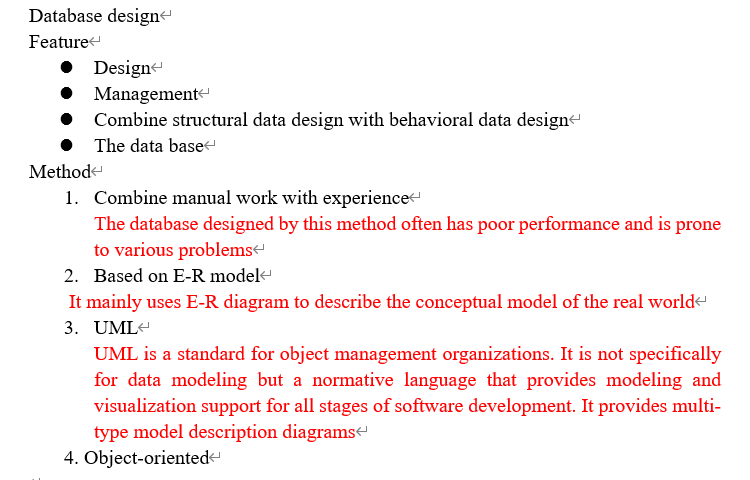 Database design
Feature
● Design
● Management
● Combine structural data design with behavioral data design
● The data base
Method
1. Combine manual work with experience
The database designed by this method often has poor performance and is prone
to various problems
2. Based on E-R model
It mainly uses E-R diagram to describe the conceptual model of the real world
3. UML
UML is a standard for object management organizations. It is not specifically
for data modeling but a normative language that provides modeling and
visualization support for all stages of software development. It provides multi-
type model description diagrams
4. Object-oriented